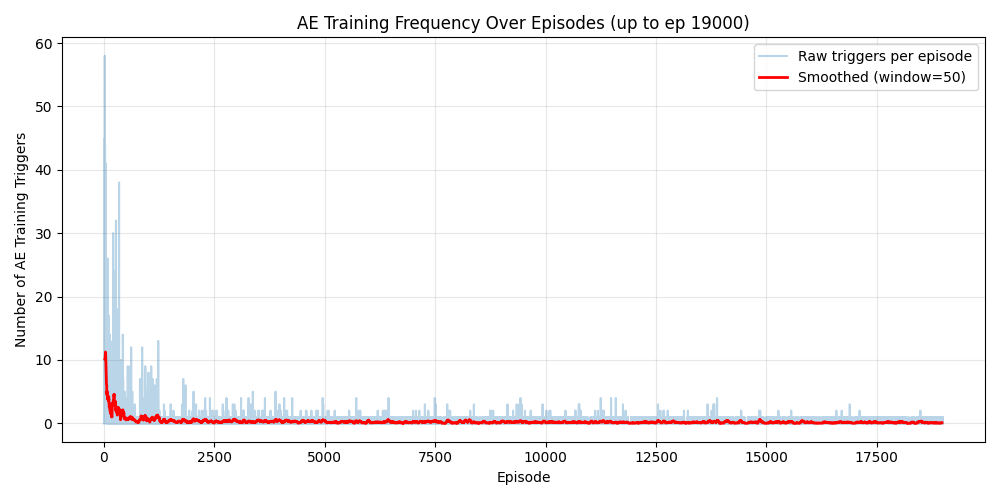 AE Training Frequency Over Episodes (up to ep 19000)
Raw triggers per episode
Smoothed (window=50)
Number of AE Training Triggers
60
50
40
30
20
10
0
0 2500 5000 7500 10000 12500 15000 17500
Episode